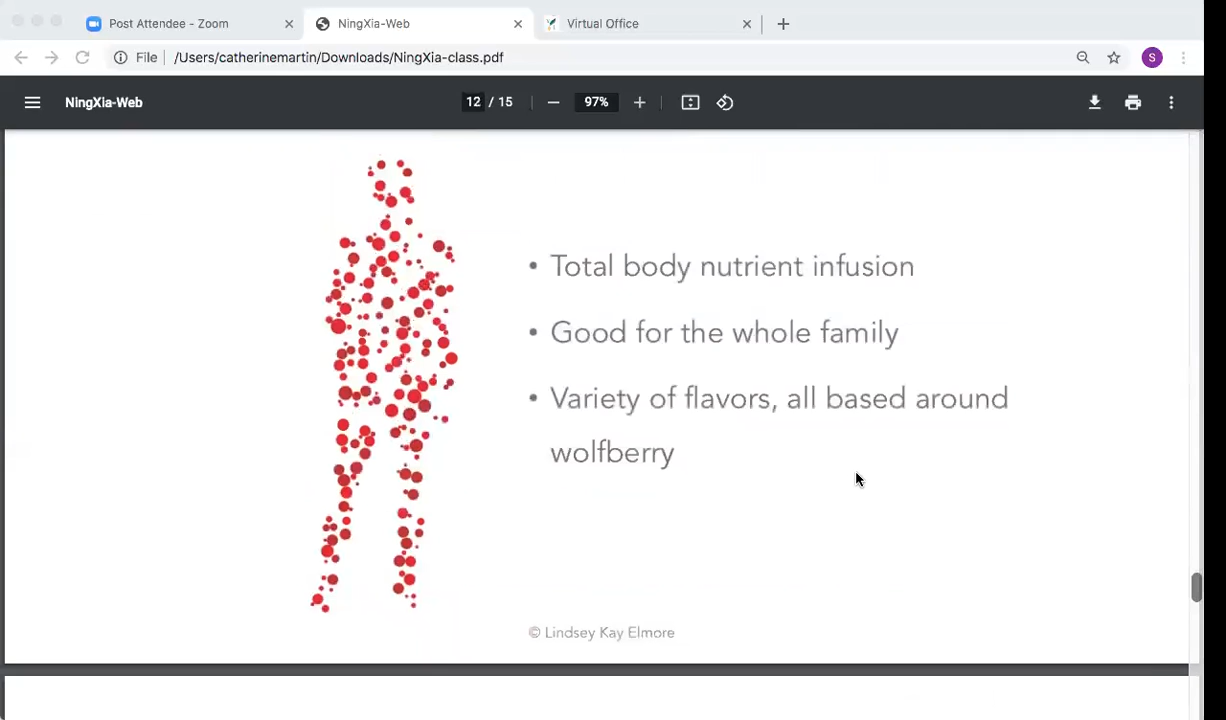 Post Attendee - Zoom
NingXia-Web
Virtual Office
File
/Users/catherinemartin/Downloads/NingXia-class.pdf
S
NingXia-Web
12 / 15
97%
• Total body nutrient infusion
• Good for the whole family
• Variety of flavors, all based around
wolfberry
© Lindsey Kay Elmore